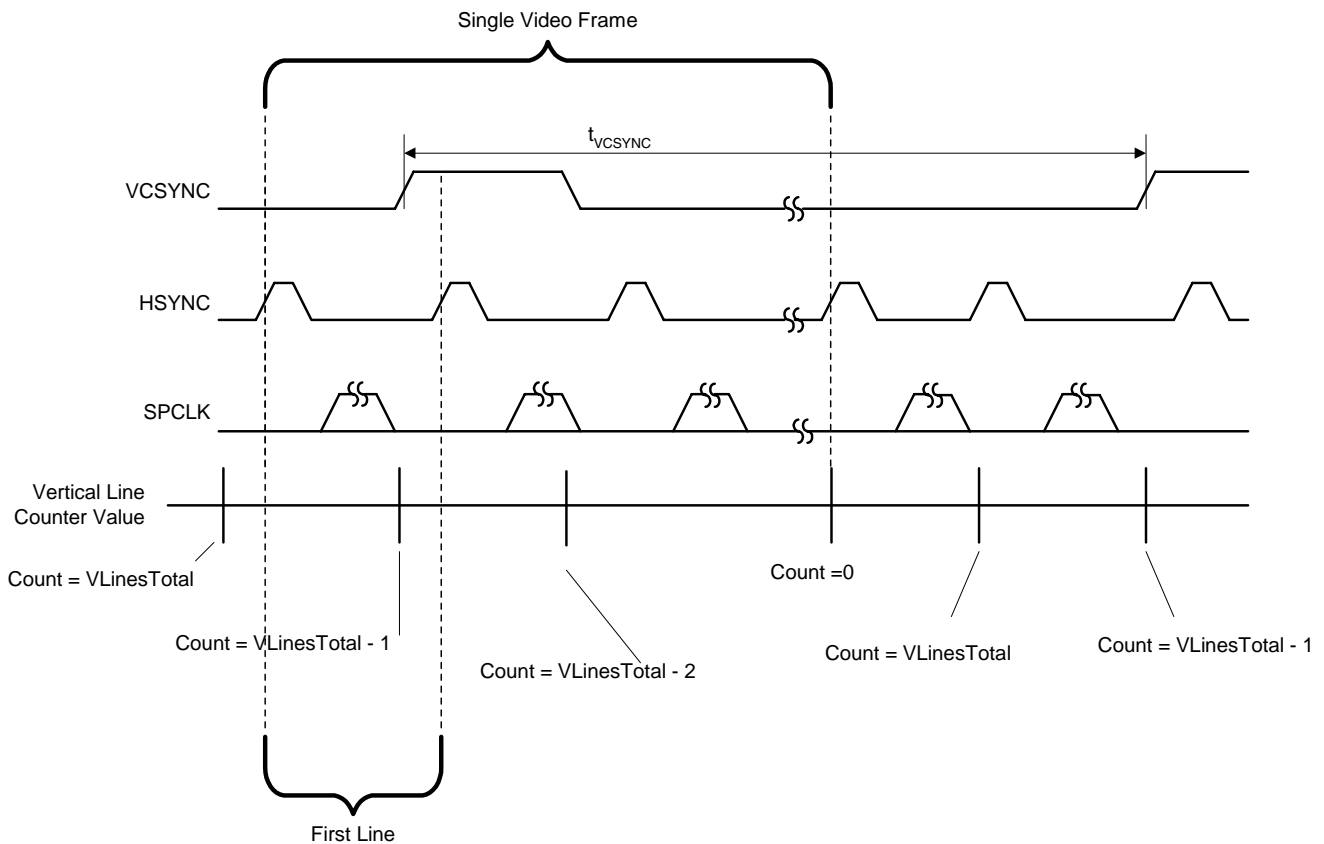 Single Video Frame
tVCSYNC
VCSYNC
HSYNC
SPCLK
Vertical Line
Counter Value
Count = VLinesTotal
Count =0
Count = VLinesTotal - 1
Count = VLinesTotal - 2
Count = VLinesTotal
Count = VLinesTotal - 1
First Line